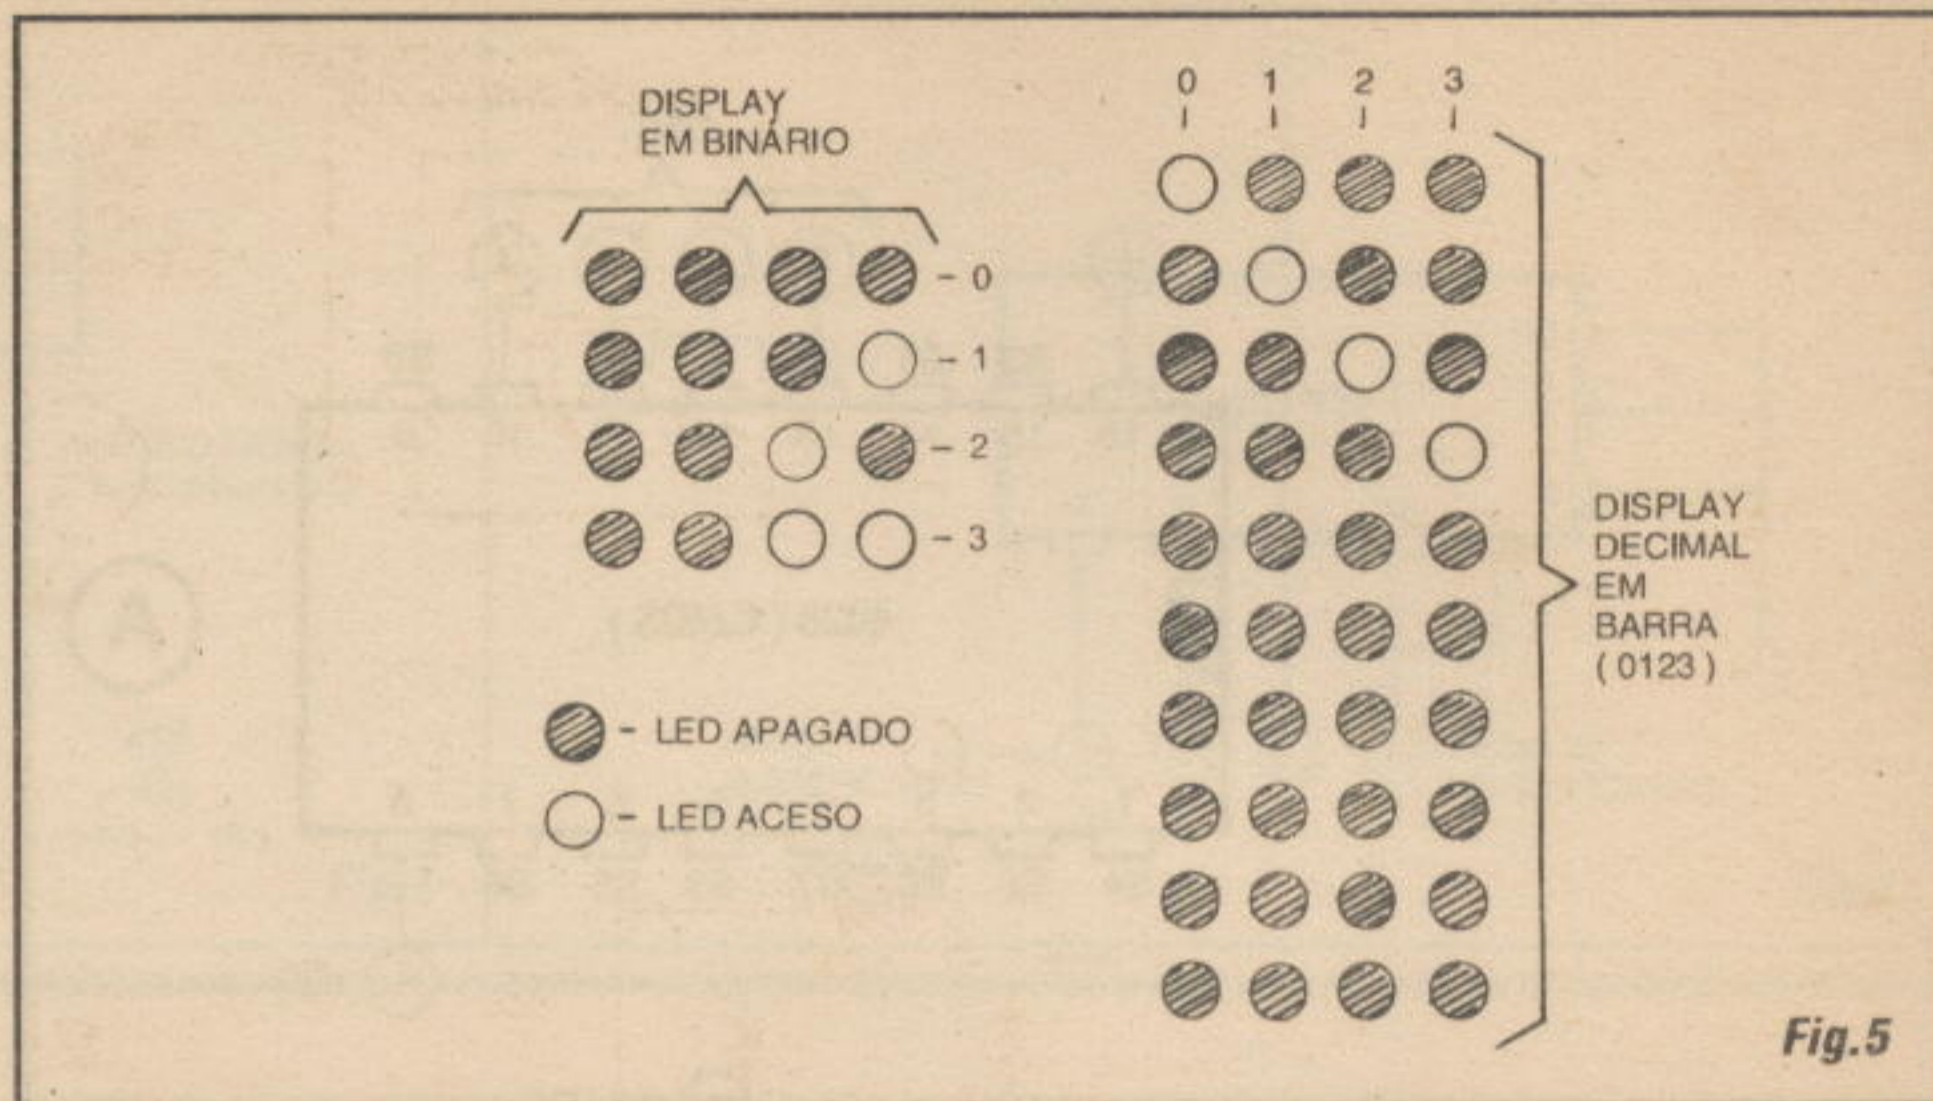 DISPLAY
EM BINÁRIO
- 0
- 1
- 2
- 3
- LED APAGADO
- LED ACESO
0 1 2 3
DISPLAY
DECIMAL
EM
BARRA
( 0123 )
Fig.5